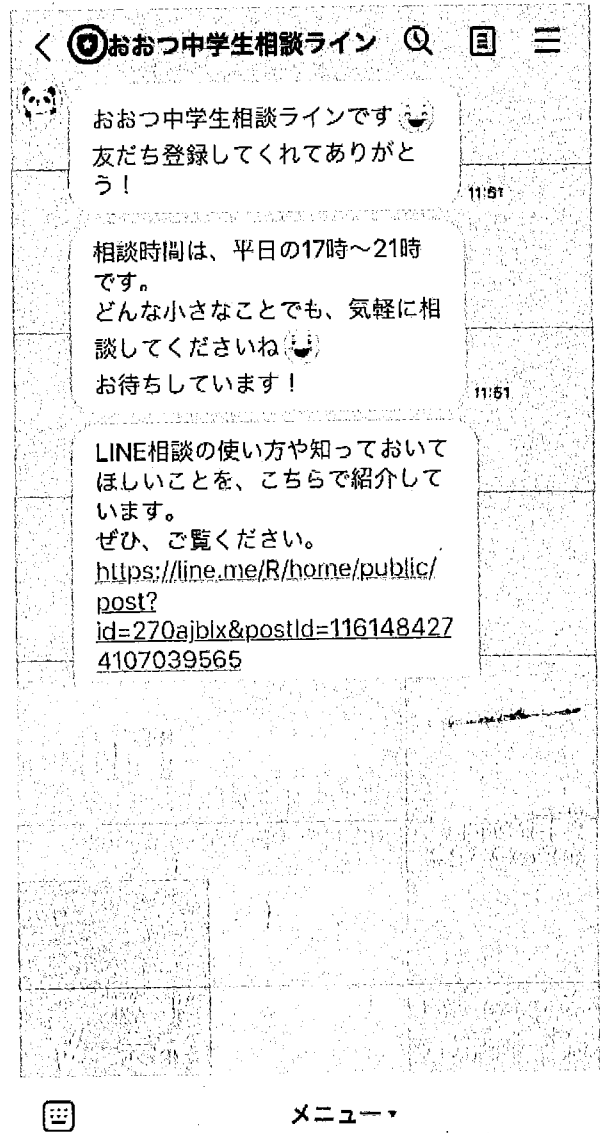 おおつ中学生相談ライン
おおつ中学生相談ラインです
友だち登録してくれてありがと
う！
11:51
相談時間は、平日の17時～21時
です。
どんな小さなことでも、気軽に相
談してくださいね
お待ちしています！
11:51
LINE相談の使い方や知っておいて
ほしいことを、こちらで紹介して
います。
ぜひ、ご覧ください。
https://line.me/R/home/public/
post?
id=270ajblx&postId=116148427
4107039565
メニュー▾